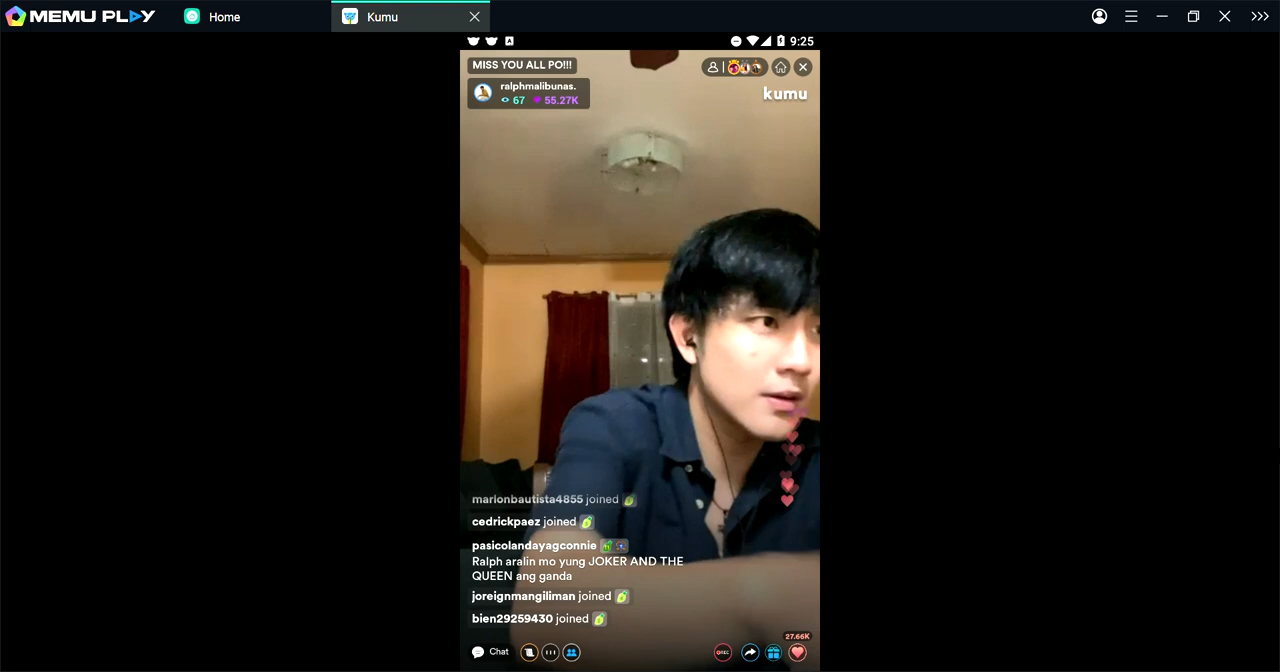 MEMU PLAY
Home
Kumu
9:25
MISS YOU ALL PO!!!
ralphmalibunas.
67 55.27K
kumu
marionbautista4855 joined
cedrickpaez joined
pasicolandayagconnie
Ralph aralin mo yung JOKER AND THE
QUEEN ang ganda
joreignmangiliman joined
bien29259430 joined
27.66K
Chat
REC